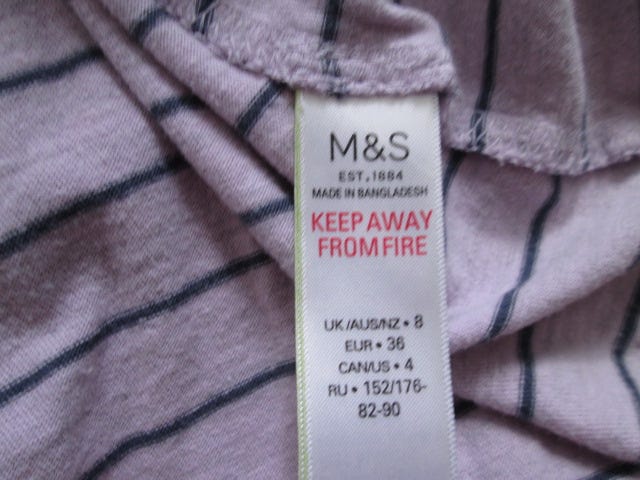 M&S
EST.1884
MADE IN BANGLADESH
KEEP AWAY
FROM FIRE
UK/AUS/NZ • 8
EUR • 36
CAN/US • 4
RU • 152/176-
82-90